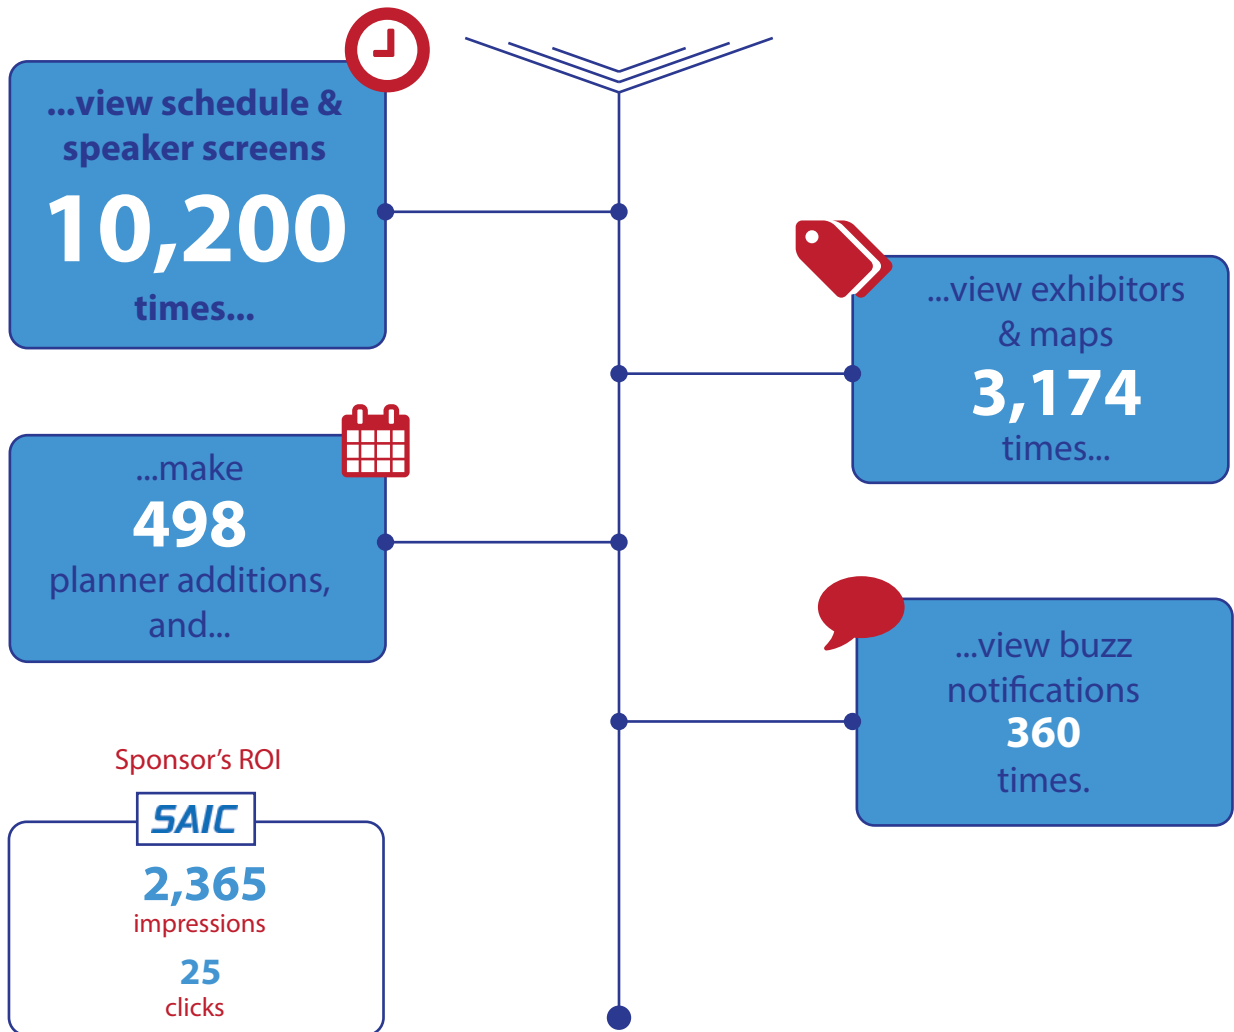 ...view schedule &
speaker screens
10,200
times...
...view exhibitors
& maps
3,174
times...
...make
498
planner additions,
and...
...view buzz
notifications
360
times.
Sponsor’s ROI
SAIC
2,365
impressions
25
clicks